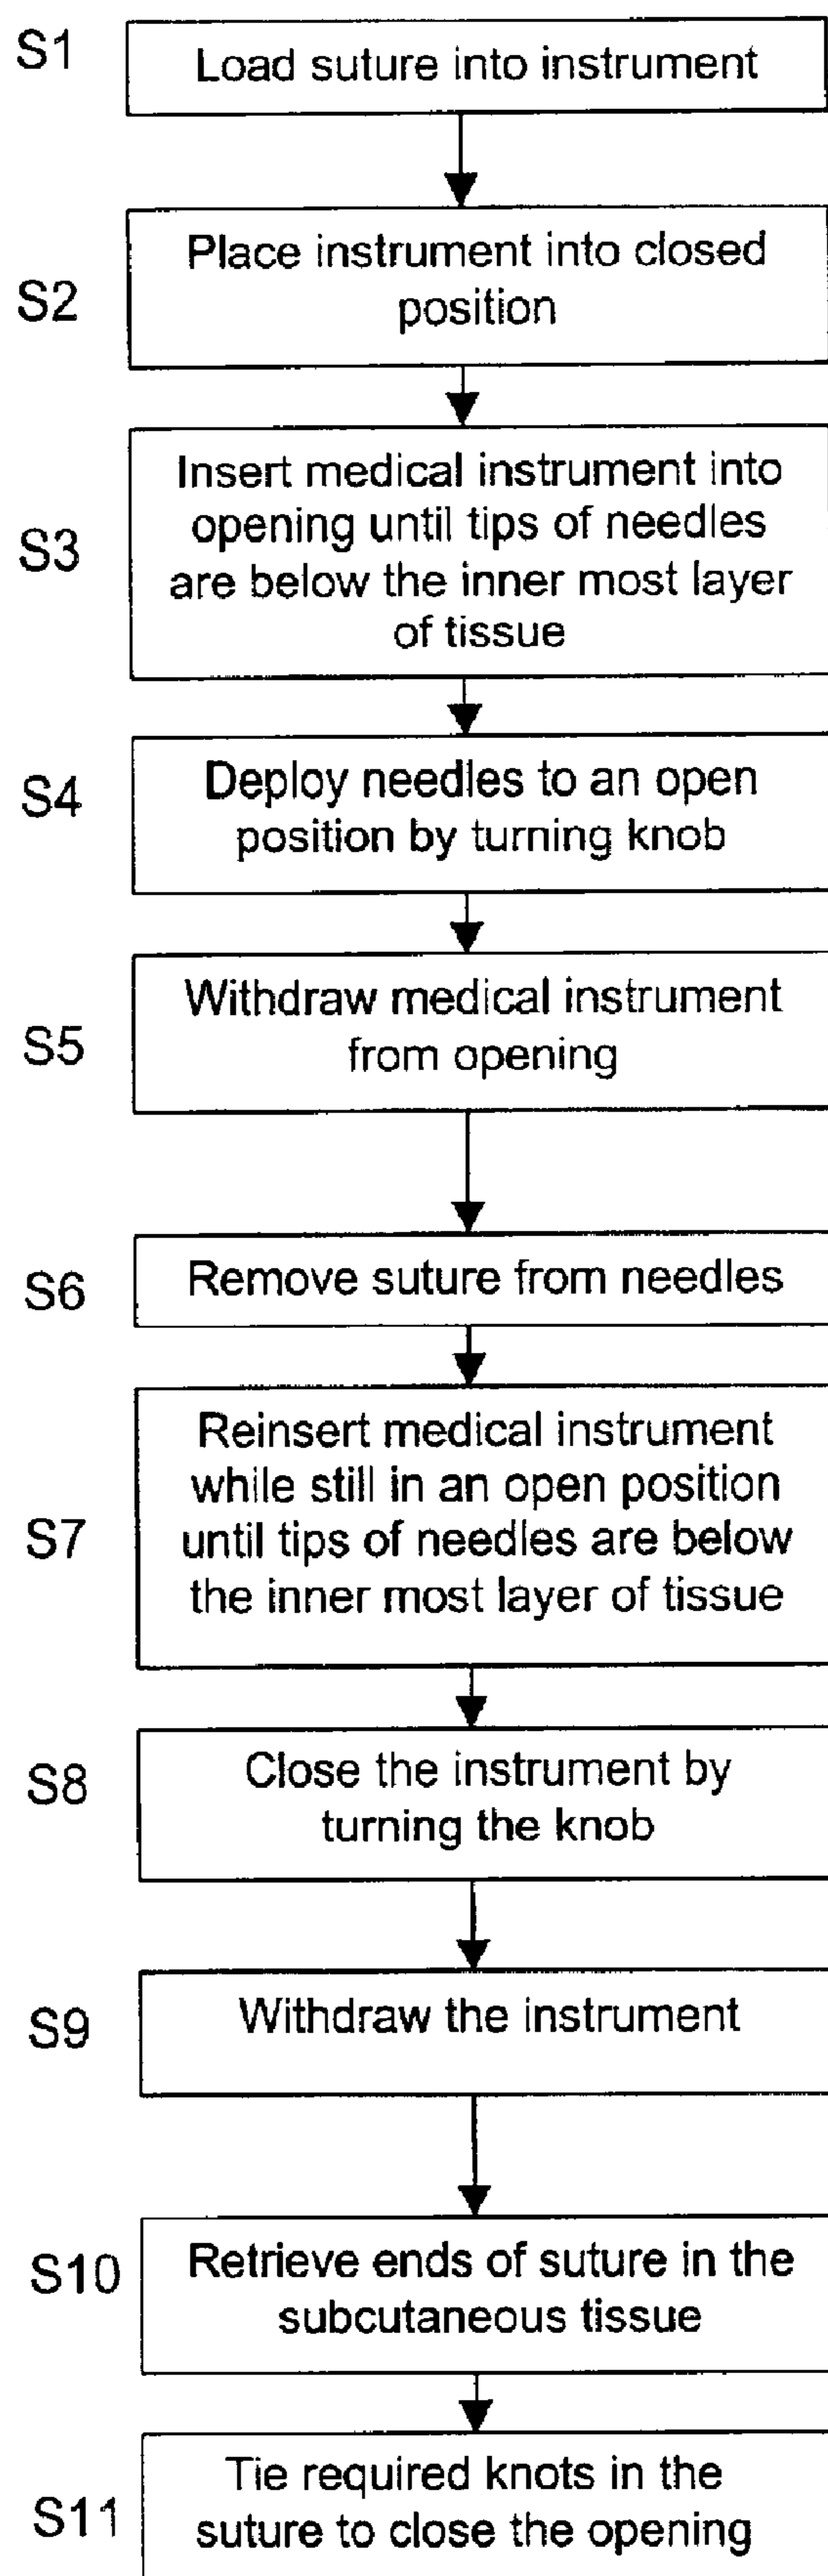 S1
Load suture into instrument
S2
Place instrument into closed
position
S3
Insert medical instrument into
opening until tips of needles
are below the inner most layer
of tissue
S4
Deploy needles to an open
position by turning knob
S5
Withdraw medical instrument
from opening
S6
Remove suture from needles
S7
Reinsert medical instrument
while still in an open position
until tips of needles are below
the inner most layer of tissue
S8
Close the instrument by
turning the knob
S9
Withdraw the instrument
S10
Retrieve ends of suture in the
subcutaneous tissue
S11
Tie required knots in the
suture to close the opening